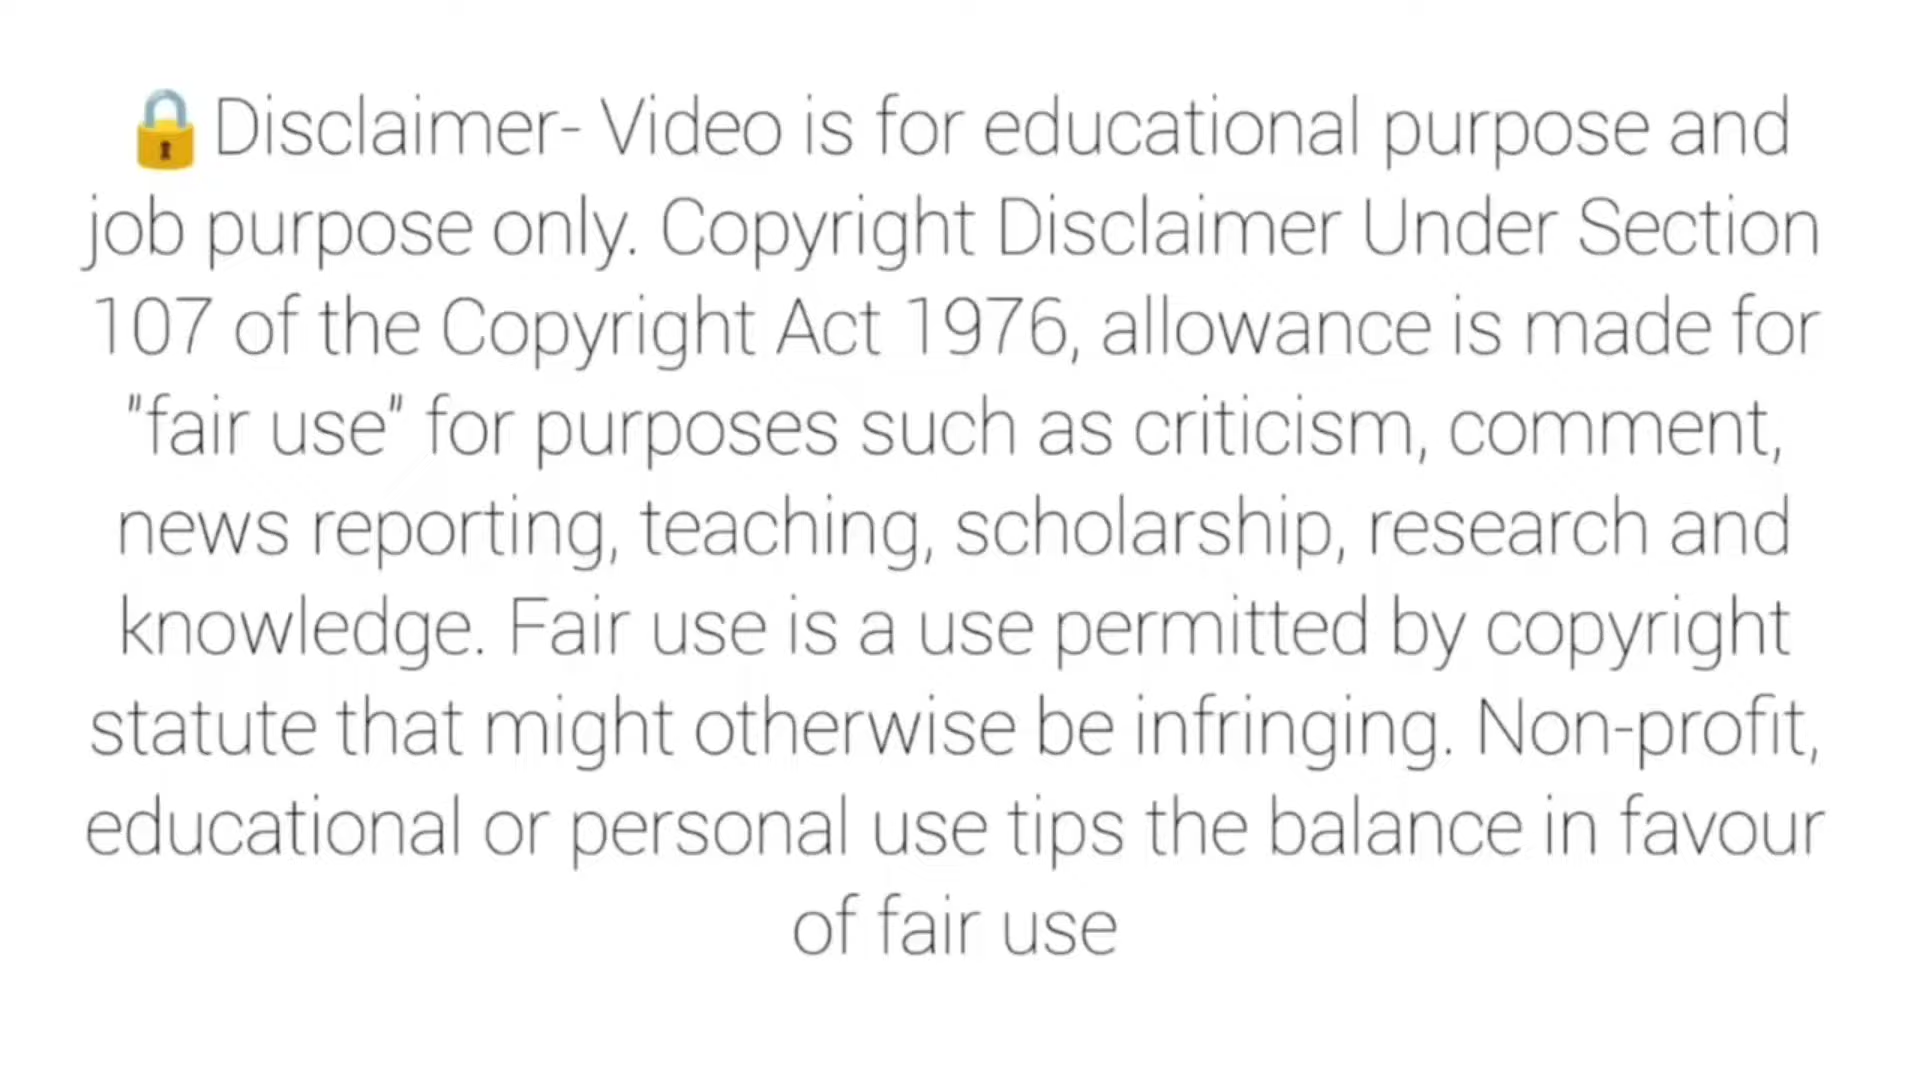 🔒Disclaimer- Video is for educational purpose and
job purpose only. Copyright Disclaimer Under Section
107 of the Copyright Act 1976, allowance is made for
"fair use" for purposes such as criticism, comment,
news reporting, teaching, scholarship, research and
knowledge. Fair use is a use permitted by copyright
statute that might otherwise be infringing. Non-profit,
educational or personal use tips the balance in favour
of fair use